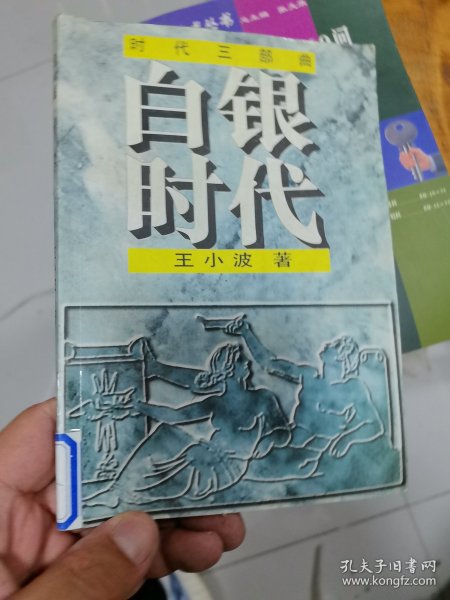 时代三部曲
白银
时代
王小波 著
孔夫子旧书网
www.kongfz.com